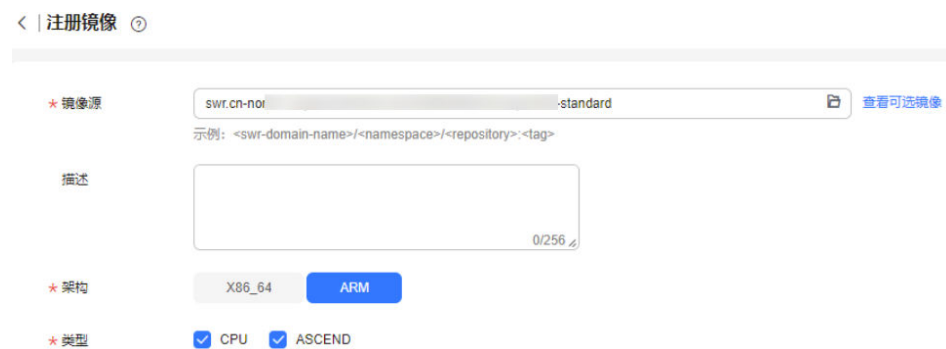 注册镜像
镜像源 swr.cn-nor -standard 查看可选镜像
示例：<swr-domain-name>/<namespace>/<repository>:<tag>
描述
0/256
架构 X86_64 ARM
类型 CPU ASCEND